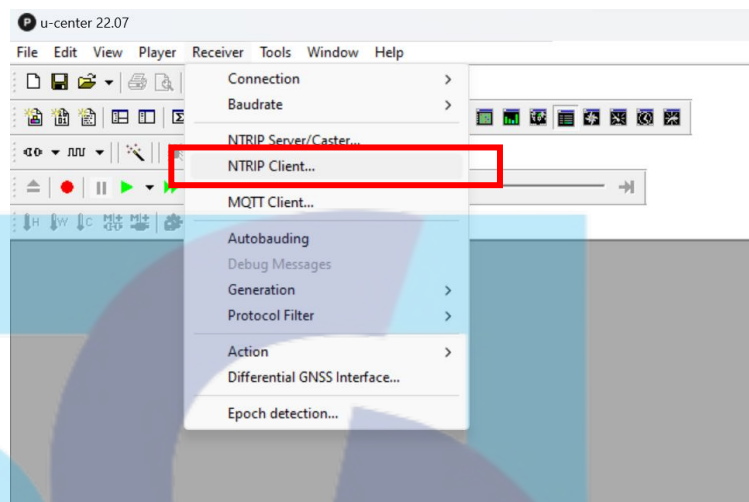 u-center 22.07
File Edit View Player Receiver Tools Window Help
Connection
Baudrate
NTRIP Server/Caster...
NTRIP Client...
MQTT Client...
Autobauding
Debug Messages
Generation
Protocol Filter
Action
Differential GNSS Interface...
Epoch detection...